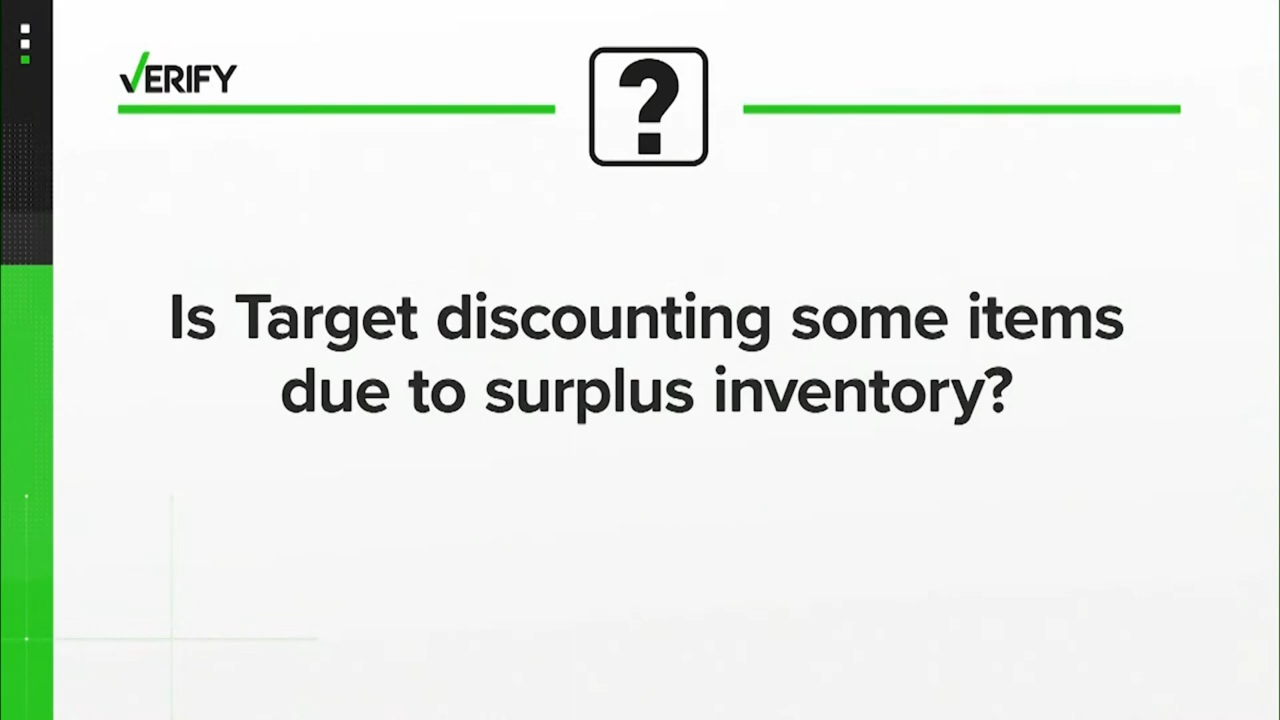 VERIFY
?
Is Target discounting some items
due to surplus inventory?